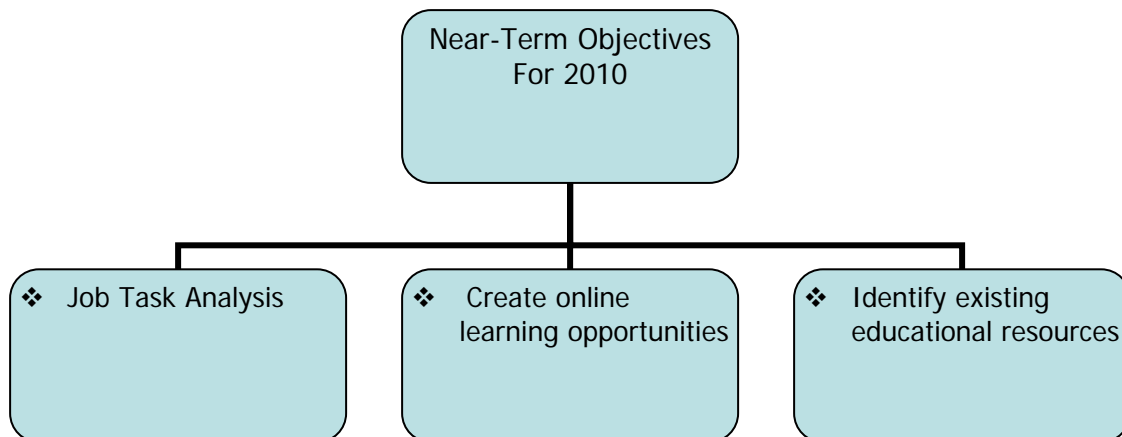 Near-Term Objectives
For 2010
❖ Job Task Analysis
❖ Create online
learning opportunities
❖ Identify existing
educational resources